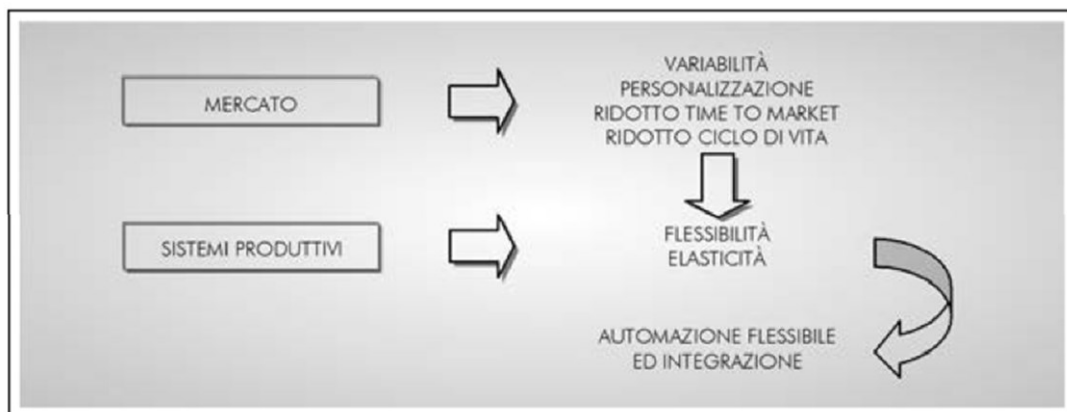 MERCATO
VARIABILITÀ
PERSONALIZZAZIONE
RIDOTTO TIME TO MARKET
RIDOTTO CICLO DI VITA
SISTEMI PRODUTTIVI
FLESSIBILITÀ
ELASTICITÀ
AUTOMAZIONE FLESSIBILE
ED INTEGRAZIONE